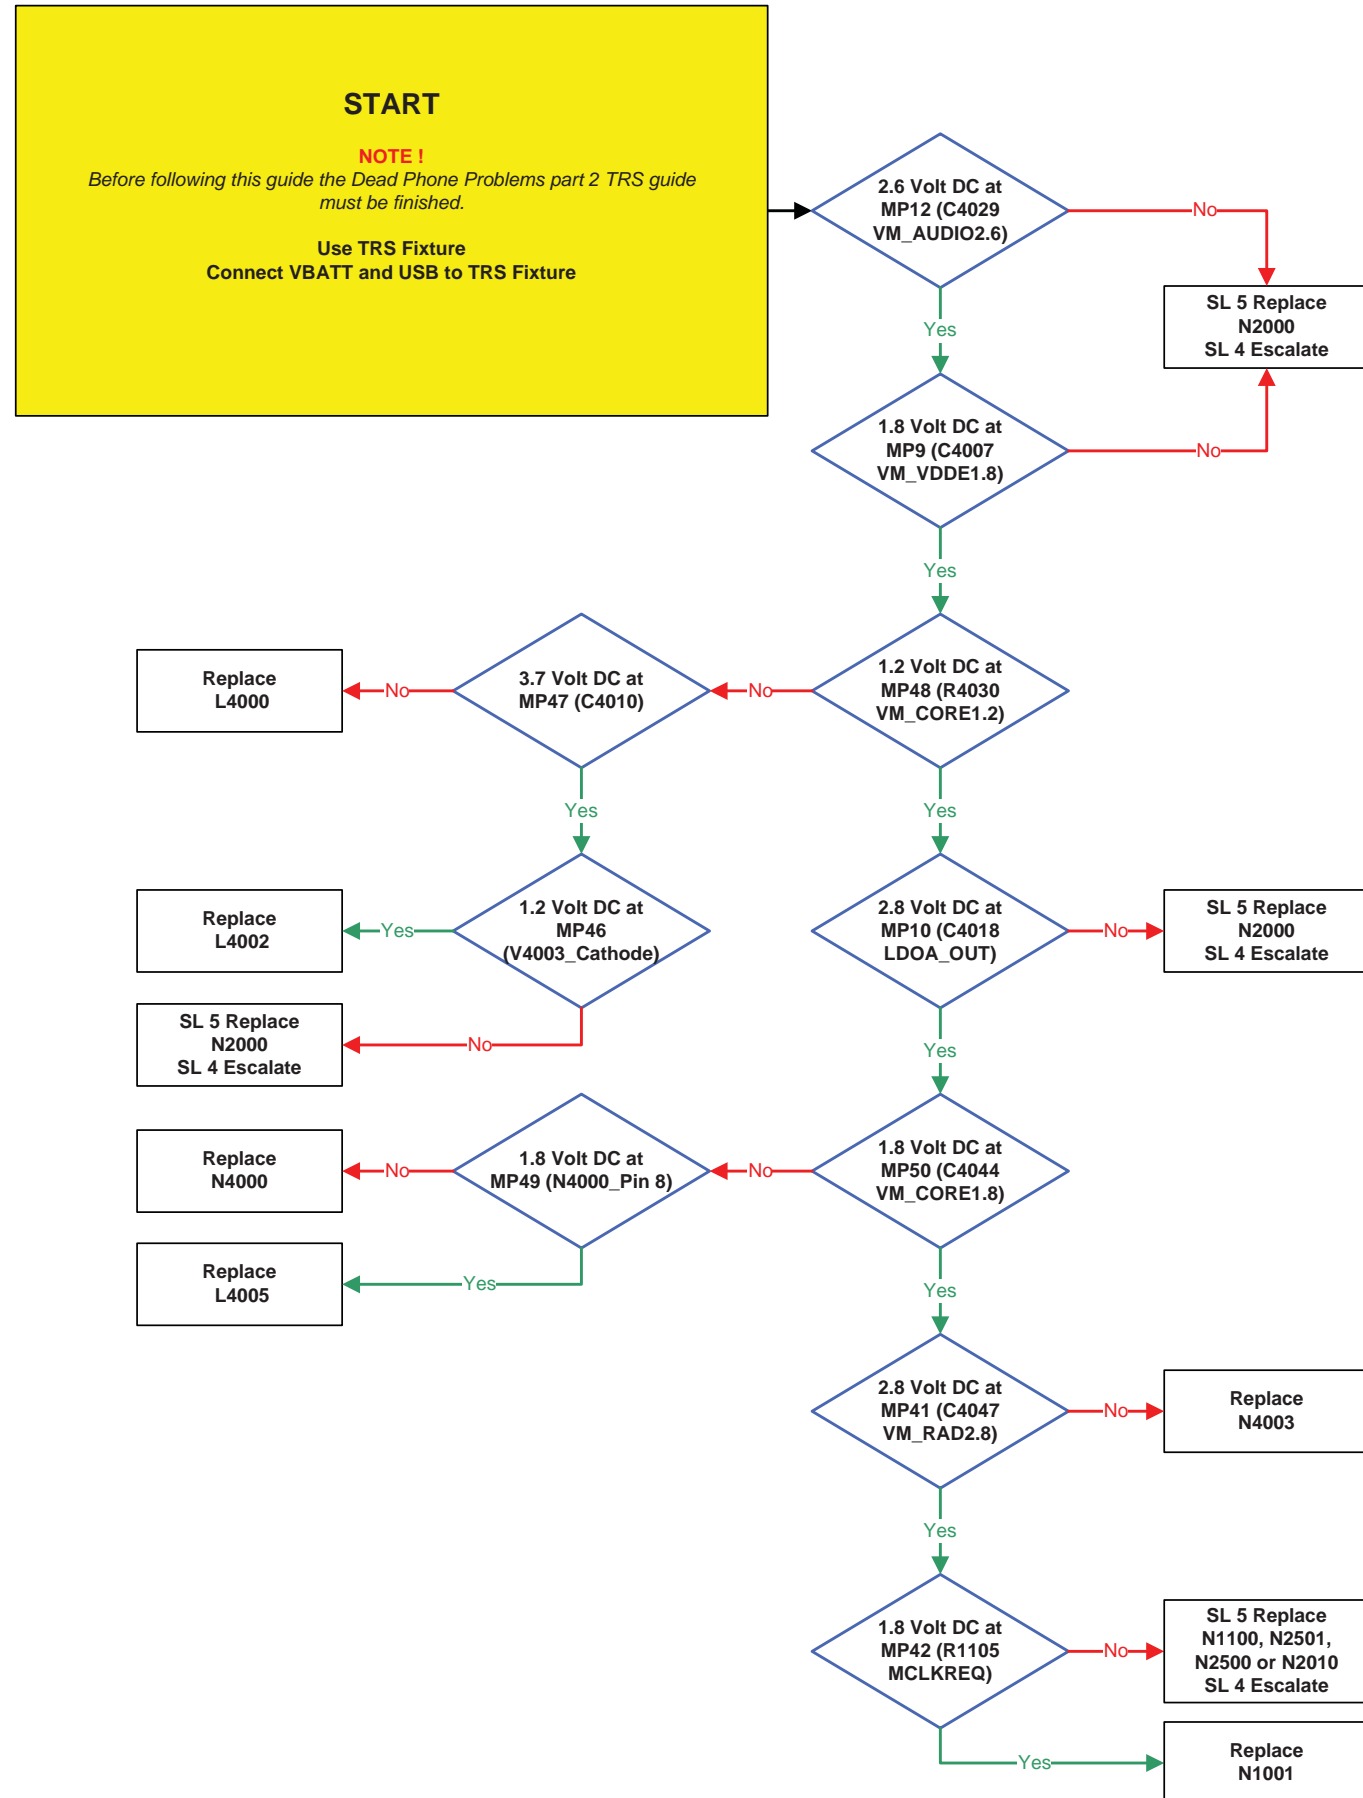 START
NOTE !
Before following this guide the Dead Phone Problems part 2 TRS guide
must be finished.
Use TRS Fixture
Connect VBATT and USB to TRS Fixture
2.6 Volt DC at
MP12 (C4029
VM_AUDIO2.6)
No
SL 5 Replace
N2000
SL 4 Escalate
Yes
1.8 Volt DC at
MP9 (C4007
VM_VDDE1.8)
No
Yes
1.2 Volt DC at
MP48 (R4030
VM_CORE1.2)
No
3.7 Volt DC at
MP47 (C4010)
No
Replace
L4000
Yes
Yes
1.2 Volt DC at
MP46
(V4003_Cathode)
Yes
Replace
L4002
No
SL 5 Replace
N2000
SL 4 Escalate
2.8 Volt DC at
MP10 (C4018
LDOA_OUT)
No
SL 5 Replace
N2000
SL 4 Escalate
Yes
1.8 Volt DC at
MP50 (C4044
VM_CORE1.8)
No
1.8 Volt DC at
MP49 (N4000_Pin 8)
No
Replace
N4000
Yes
Replace
L4005
Yes
2.8 Volt DC at
MP41 (C4047
VM_RAD2.8)
No
Replace
N4003
Yes
1.8 Volt DC at
MP42 (R1105
MCLKREQ)
No
SL 5 Replace
N1100, N2501,
N2500 or N2010
SL 4 Escalate
Yes
Replace
N1001